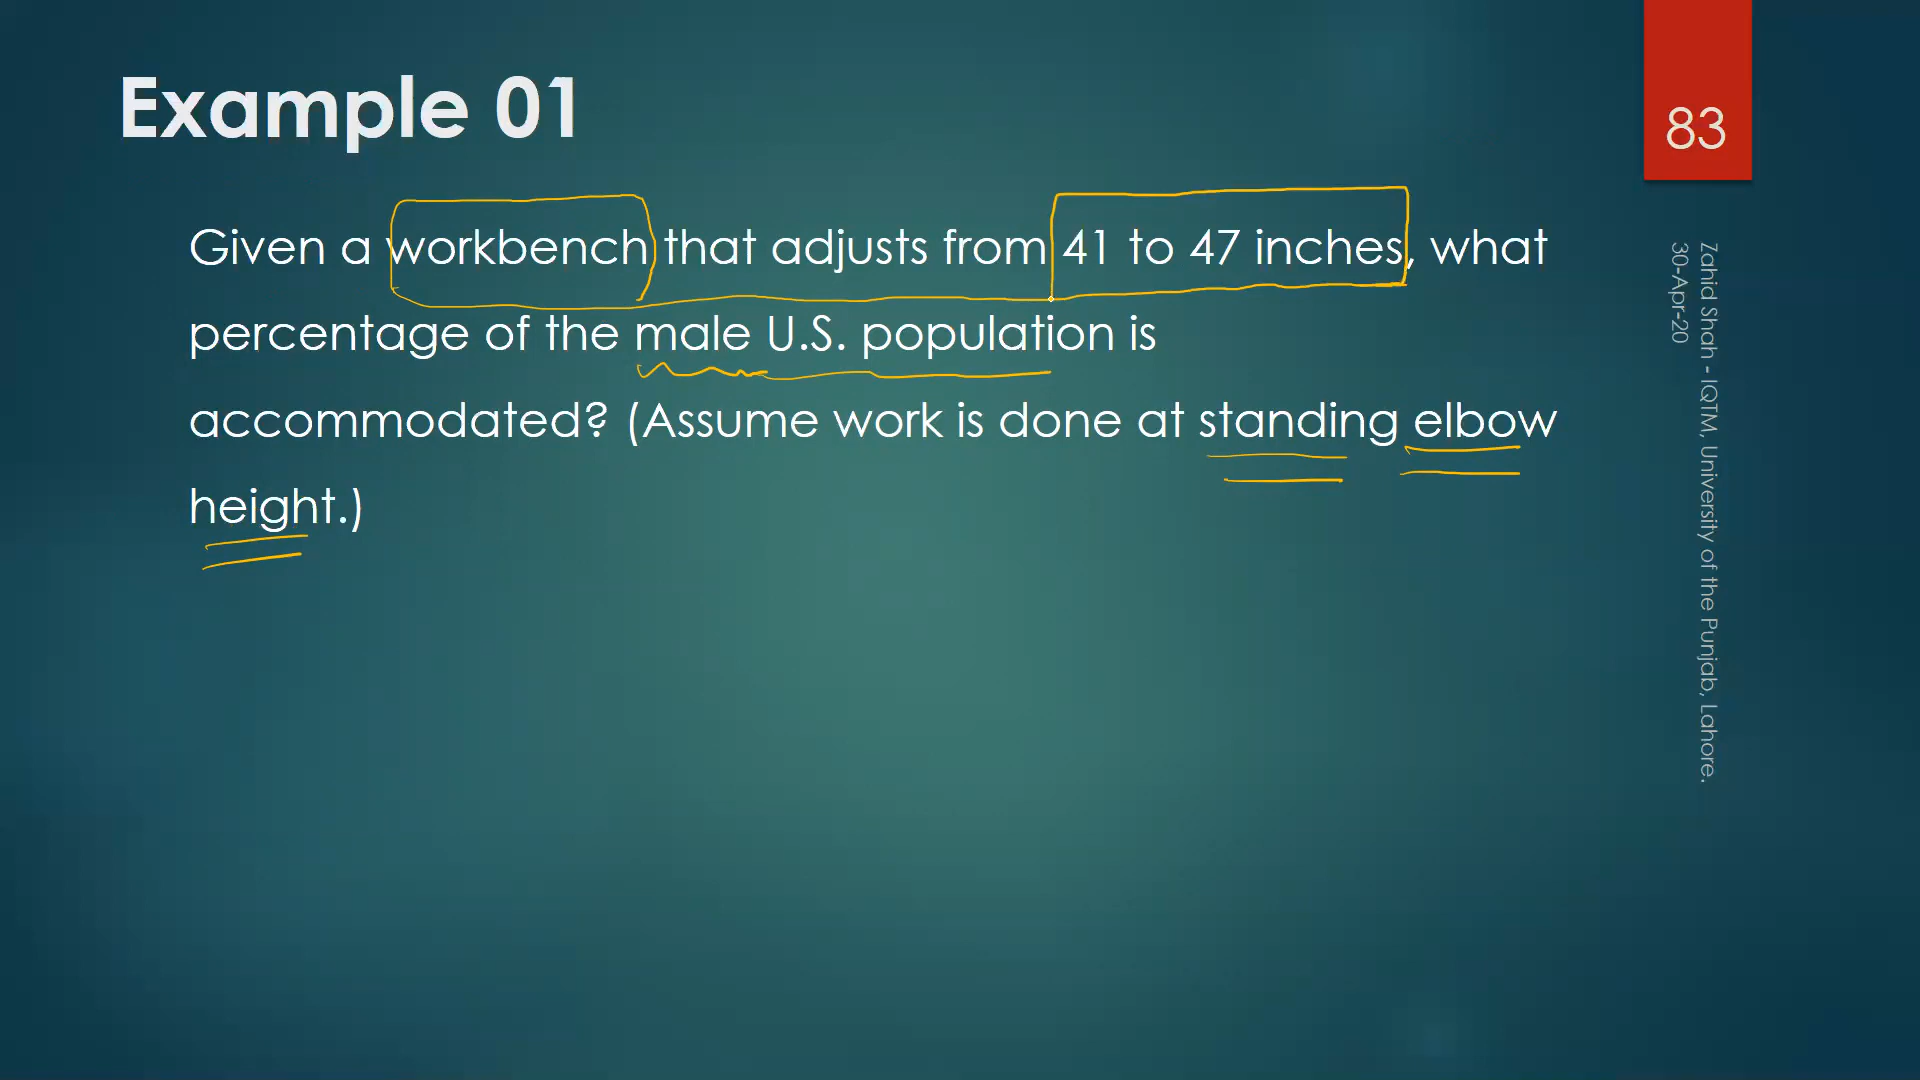 Example 01
83
Given a workbench that adjusts from 41 to 47 inches, what
percentage of the male U.S. population is
accommodated? (Assume work is done at standing elbow
height.)
Zahid Shah - IQTM, University of the Punjab, Lahore.
30-Apr-20